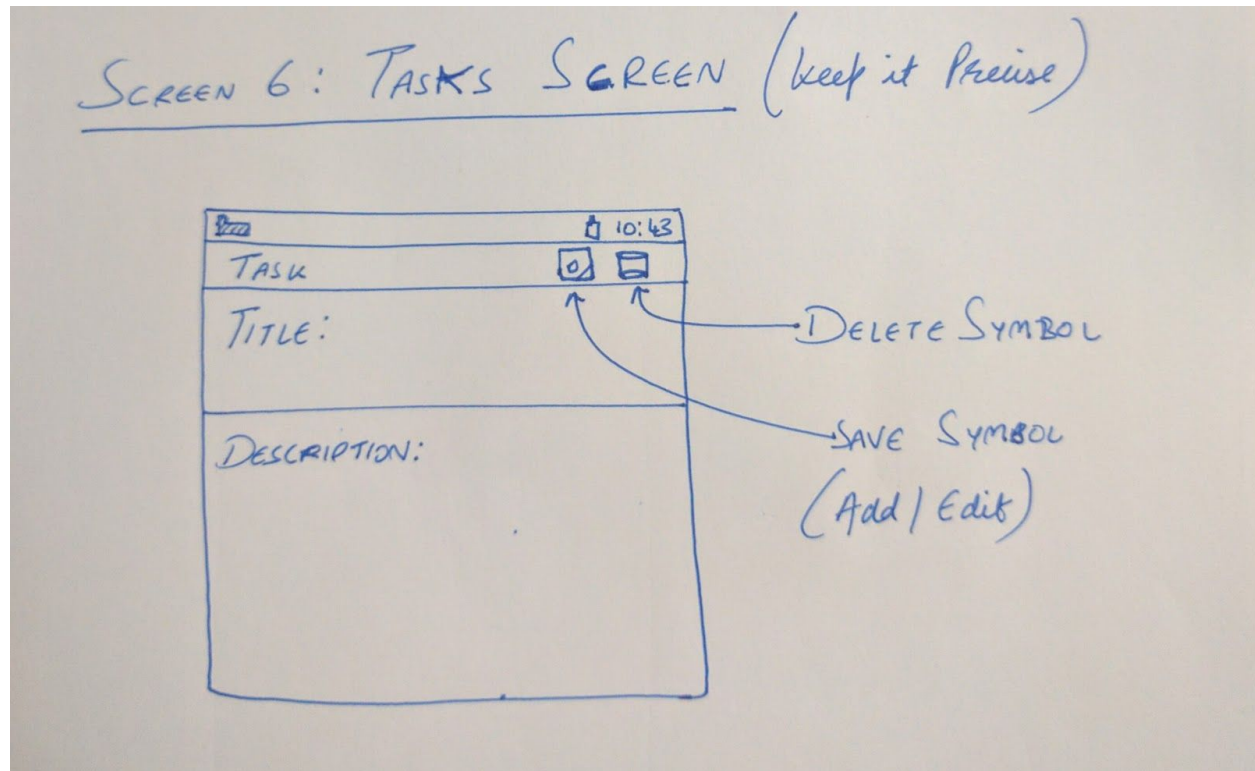 SCREEN 6: TASKS SCREEN (keep it Precise)
10:43
TASK
TITLE:
DELETE SYMBOL
DESCRIPTION:
SAVE SYMBOL
(Add / Edit)